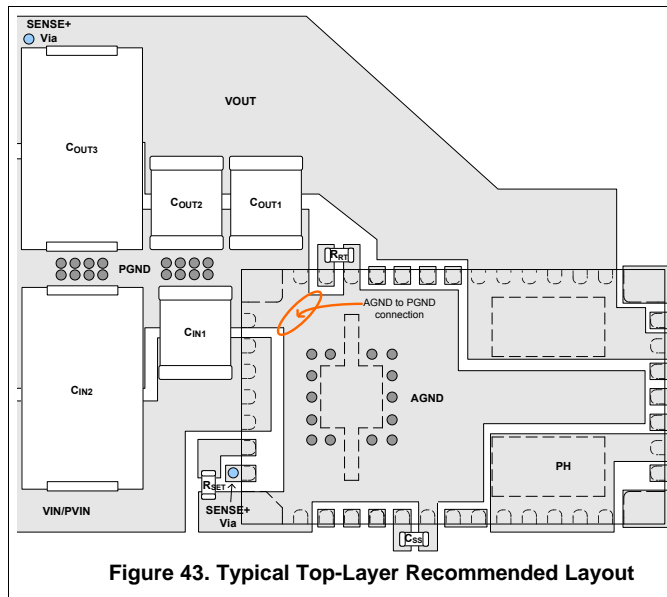 SENSE+
Via
VOUT
COUT3
COUT2
COUT1
RRT
PGND
AGND to PGND
connection
CIN1
CIN2
AGND
PH
RSET
SENSE+
Via
VIN/PVIN
CSS
Figure 43. Typical Top-Layer Recommended Layout